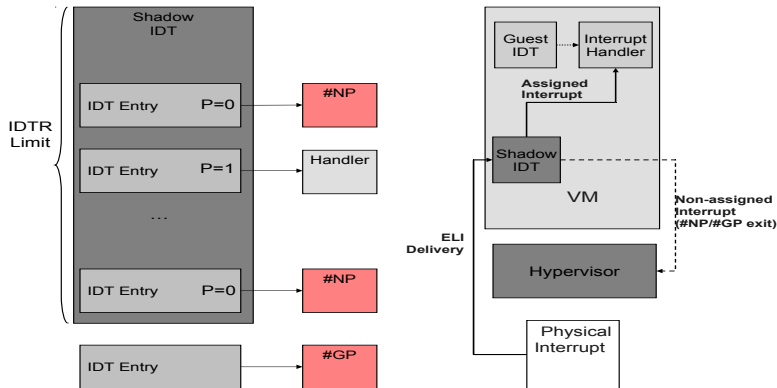 Shadow
IDT
IDTR
Limit
IDT Entry P=0
#NP
IDT Entry P=1
Handler
...
IDT Entry P=0
#NP
IDT Entry
#GP
Guest
IDT
Interrupt
Handler
Assigned
Interrupt
Shadow
IDT
VM
Non-assigned
Interrupt
(#NP/#GP exit)
ELI
Delivery
Hypervisor
Physical
Interrupt